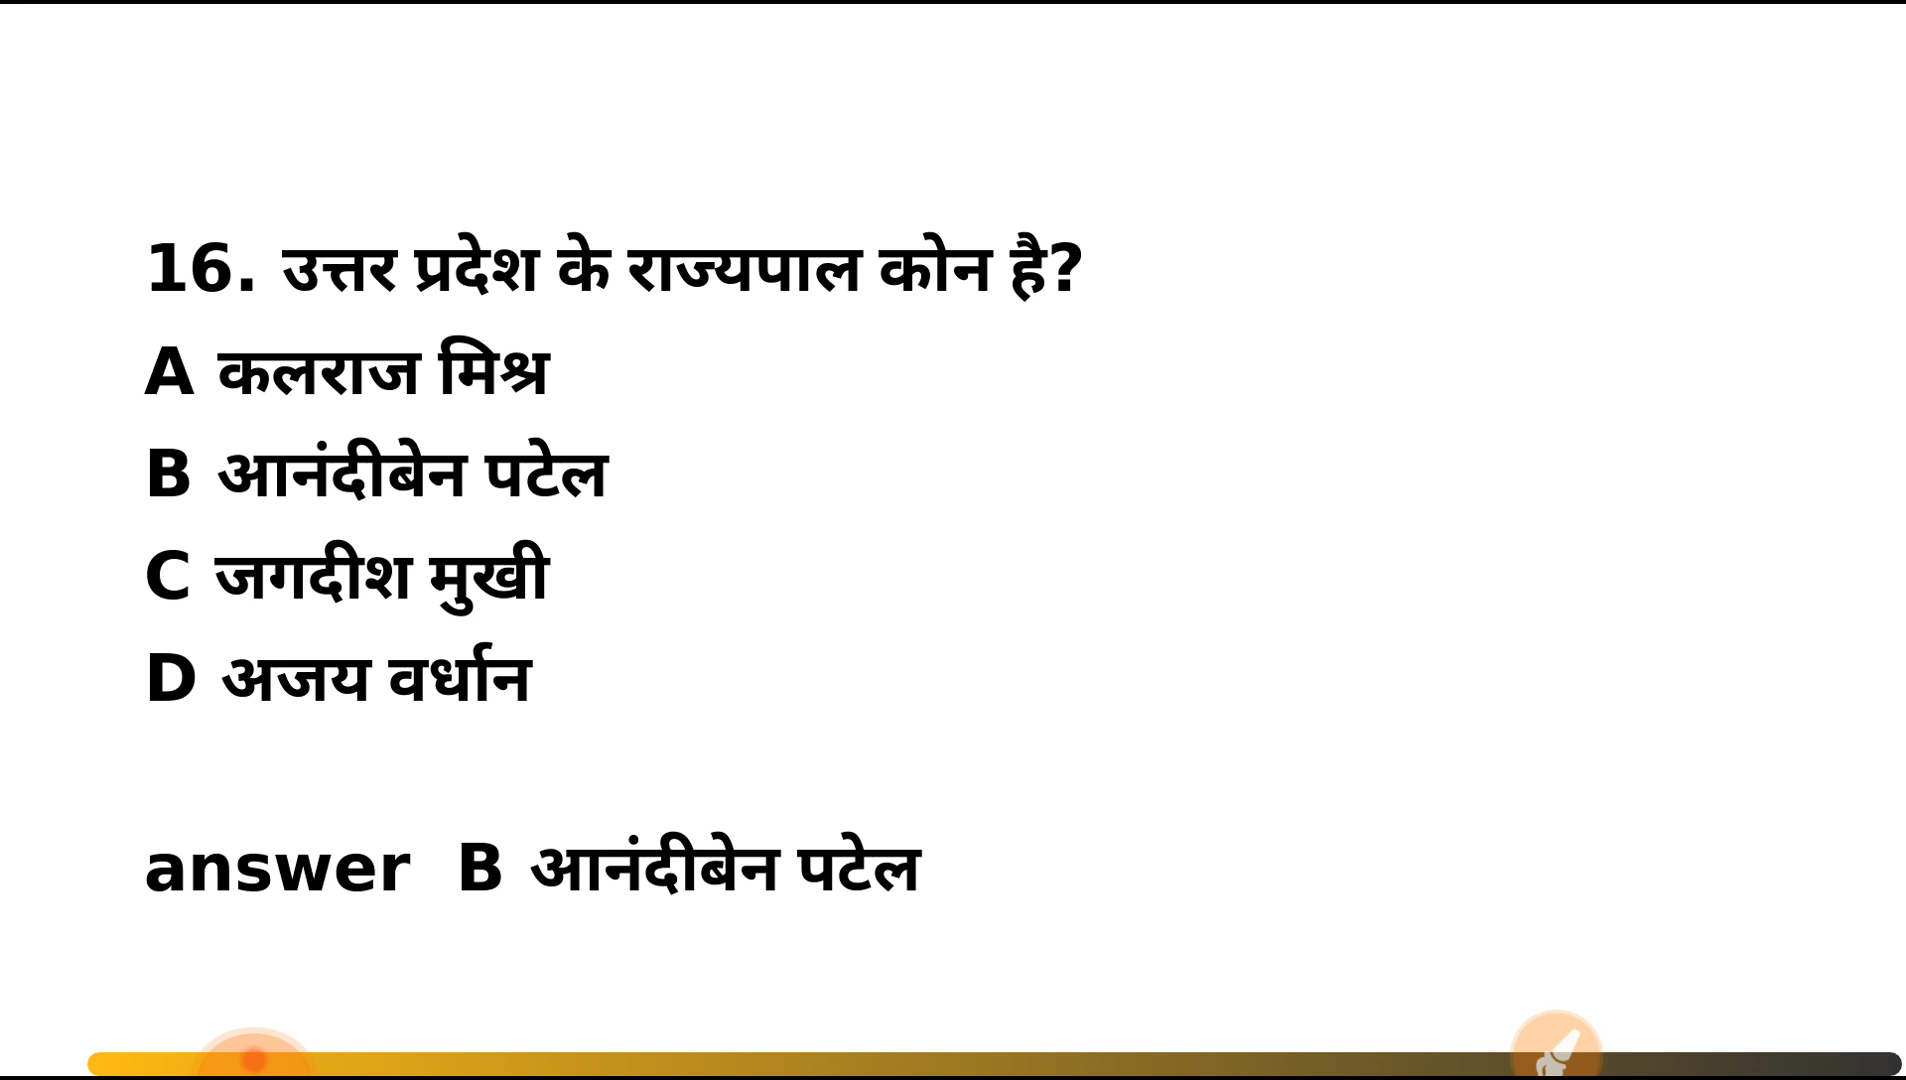 16. उत्तर प्रदेश के राज्यपाल कोन है?
A कलराज मिश्र
B आनंदीबेन पटेल
C जगदीश मुखी
D अजय वर्धान
answer B आनंदीबेन पटेल